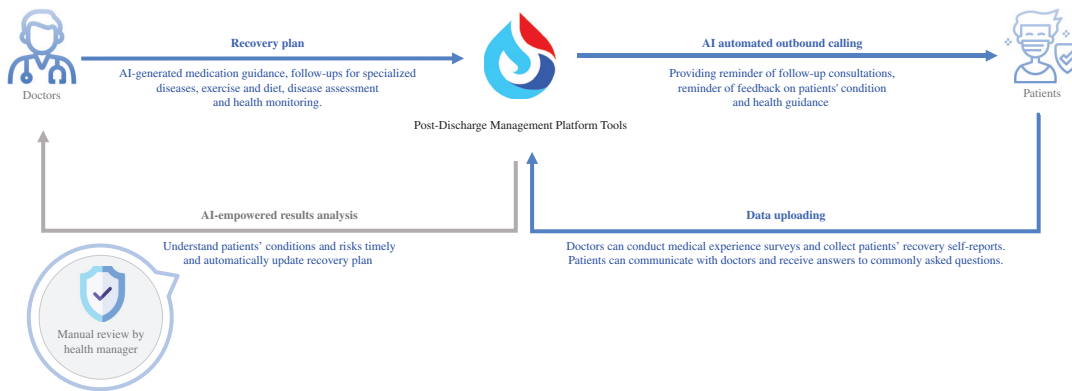 Recovery plan
AI-generated medication guidance, follow-ups for specialized
diseases, exercise and diet, disease assessment
and health monitoring.
AI automated outbound calling
Providing reminder of follow-up consultations,
reminder of feedback on patients' condition
and health guidance
Doctors
Patients
Post-Discharge Management Platform Tools
AI-empowered results analysis
Understand patients’ conditions and risks timely
and automatically update recovery plan
Data uploading
Doctors can conduct medical experience surveys and collect patients’ recovery self-reports.
Patients can communicate with doctors and receive answers to commonly asked questions.
Manual review by
health manager